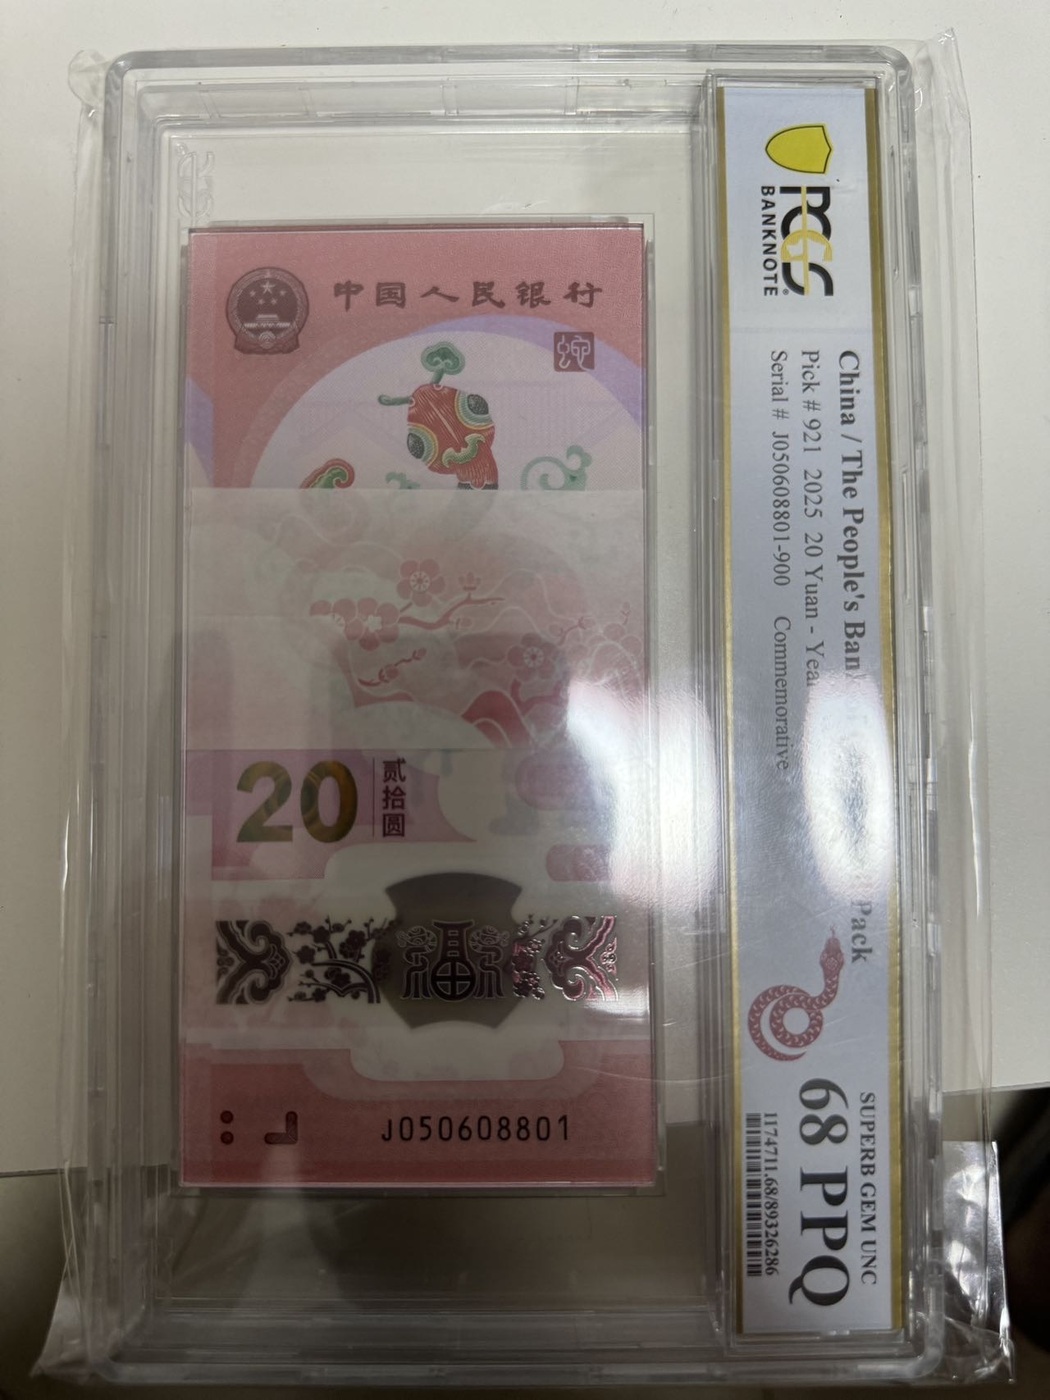 中国人民银行
20
贰拾圆
福
J050608801
PCGS
BANKNOTE
China / The People's Ban
Pack
Pick # 921 2025 20 Yuan - Yea
Serial # J050608801-900 Commemorative
SUPERB GEM UNC
68 PPQ
1174711.68/89326286